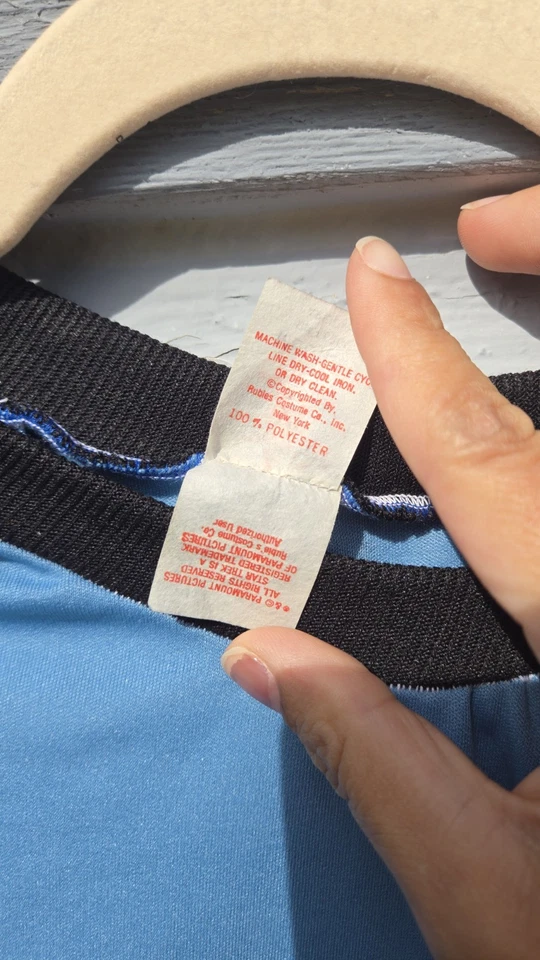 MACHINE WASH-GENTLE CYC
LINE DRY-COOL IRON.
OR DRY CLEAN.
©Copyrighted By.
Rubies Costume Co., Inc.
New York
100% POLYESTER
®&© PARAMOUNT PICTURES
ALL RIGHTS RESERVED
STAR TREK IS A
REGISTERED TRADEMARK
OF PARAMOUNT PICTURES
Rubie's Costume Co.
Authorized User